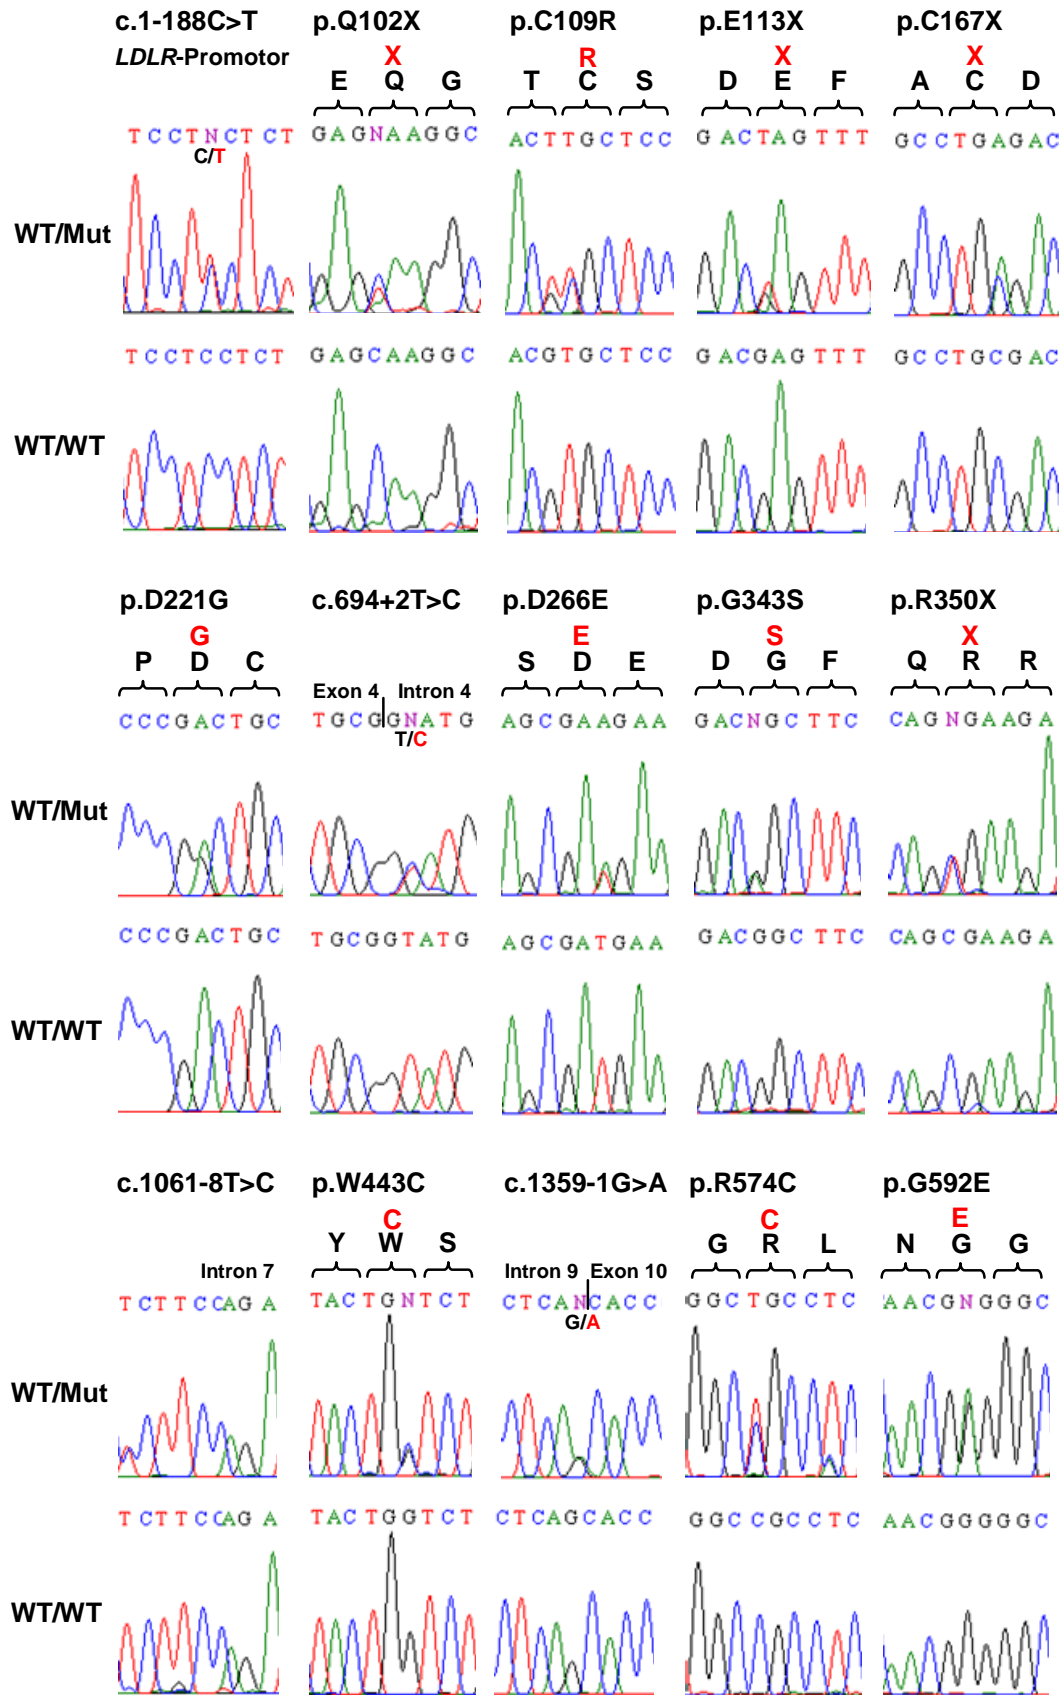 c.1-188C>T p.Q102X p.C109R p.E113X p.C167X
LDLR-Promotor X R X X
E Q G T C S D E F A C D
TCCTNCTCT GAGNAAGGC ACTTGCTCC GACTAGTTT GCCTGAGAC
C/T
WT/Mut
TCCTCCTCT GAGCAAGGC ACGTGCTCC GACGAGTTT GCCTGCGAC
WT/WT
p.D221G c.694+2T>C p.D266E p.G343S p.R350X
G E S X
P D C S D E D G F Q R R
Exon 4 Intron 4
CCCGACTGC TGCGGNATG AGCGAAGAA GACNGCTTC CAGNGAAGA
T/C
WT/Mut
CCCGACTGC TGCGGTATG AGCGATGAA GACGGCTTC CAGCGAAGA
WT/WT
c.1061-8T>C p.W443C c.1359-1G>A p.R574C p.G592E
C C E
Y W S G R L N G G
Intron 7 Intron 9 Exon 10
TCTTCCAGA TACTGNTCT CTCANCACC GGCTGCCTC AACGNGGGC
G/A
WT/Mut
TCTTCCAGA TACTGGTCT CTCAGCACC GGCCGCCTC AACGGGGGC
WT/WT